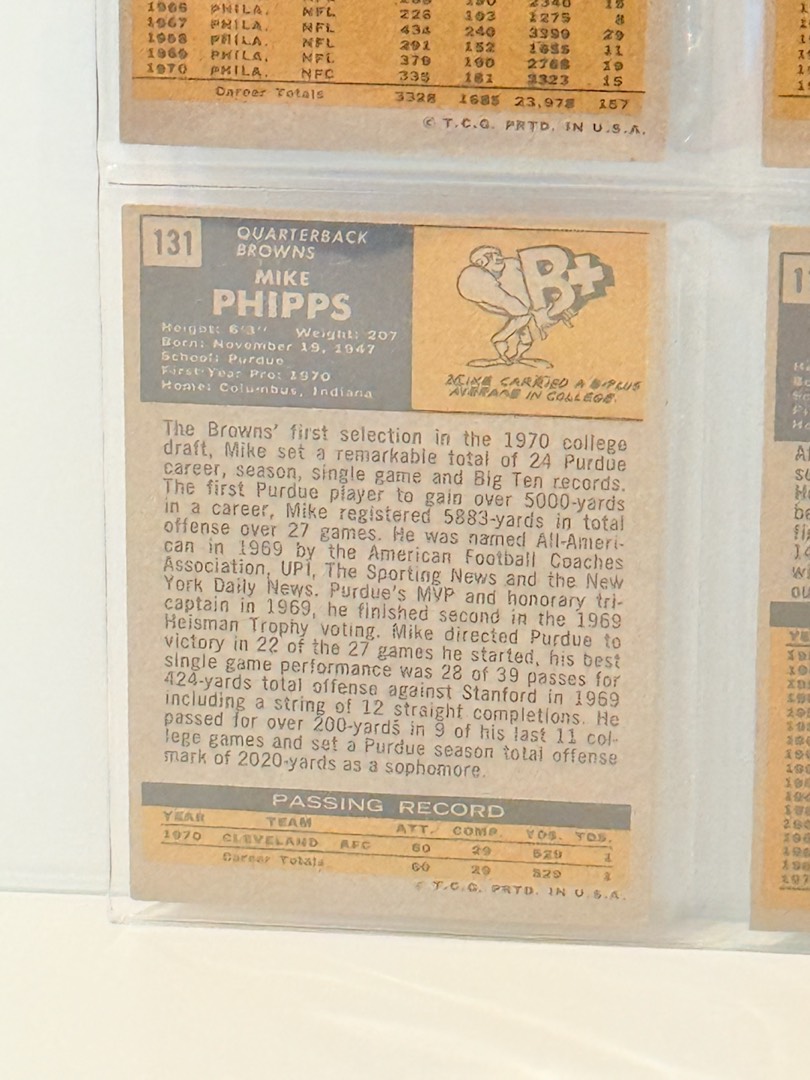 1966 PHILA. NFL
1967 PHILA. NFL 226 103 1275 8
1968 PHILA. NFL 434 240 3399 29
1969 PHILA. NFL 291 152 1855 11
1970 PHILA. NFC 379 190 2768 19
335 181 2323 15
Career Totals 3328 1685 23,978 157
© T.C.G. PRTD. IN U.S.A.
131
QUARTERBACK
BROWNS
MIKE
PHIPPS
Height: 6'3" Weight: 207
Born: November 19, 1947
School: Purdue
First Year Pro: 1970
Home: Columbus, Indiana
B+
MIKE CARRIED A B-PLUS
AVERAGE IN COLLEGE.
The Browns' first selection in the 1970 college
draft, Mike set a remarkable total of 24 Purdue
career, season, single game and Big Ten records.
The first Purdue player to gain over 5000-yards
in a career, Mike registered 5883-yards in total
offense over 27 games. He was named All-Ameri-
can in 1969 by the American Football Coaches
Association, UPI, The Sporting News and the New
York Daily News. Purdue's MVP and honorary tri-
captain in 1969, he finished second in the 1969
Heisman Trophy voting. Mike directed Purdue to
victory in 22 of the 27 games he started, his best
single game performance was 28 of 39 passes for
424-yards total offense against Stanford in 1969
including a string of 12 straight completions. He
passed for over 200-yards in 9 of his last 11 col-
lege games and set a Purdue season total offense
mark of 2020-yards as a sophomore.
PASSING RECORD
YEAR TEAM ATT. COMP. YDS. TDS.
1970 CLEVELAND AFC 60 29 529 1
Career Totals 60 29 529 1
© T.C.G. PRTD. IN U.S.A.